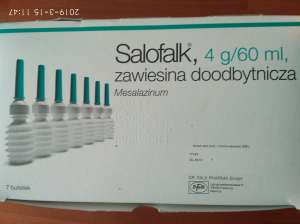 2019-3-15 11:47
Salofalk®, 4 g/60 ml,
zawiesina doodbytnicza
Mesalazinum
7 butelek
DR. FALK PHARMA GmbH